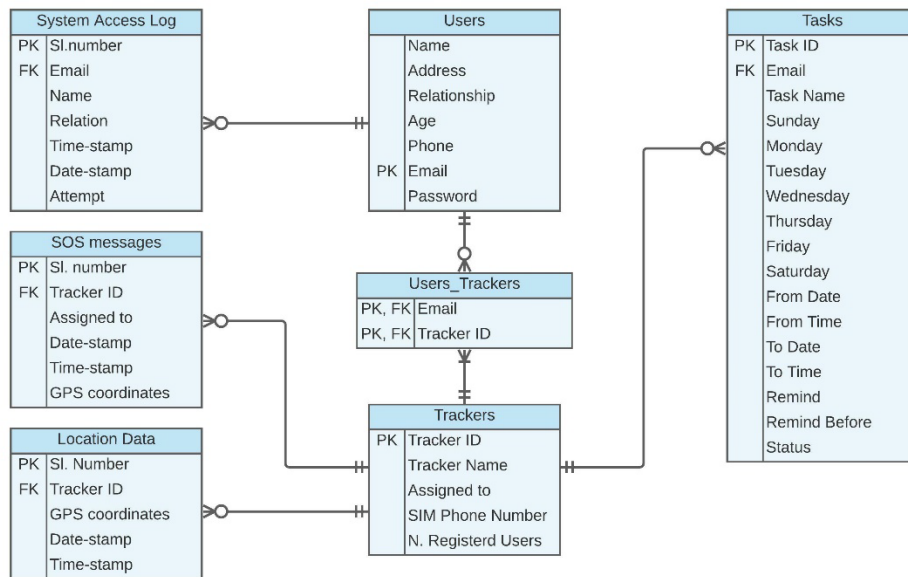 System Access Log
PK Sl.number
FK Email
Name
Relation
Time-stamp
Date-stamp
Attempt
Users
Name
Address
Relationship
Age
Phone
PK Email
Password
Tasks
PK Task ID
FK Email
Task Name
Sunday
Monday
Tuesday
Wednesday
Thursday
Friday
Saturday
From Date
From Time
To Date
To Time
Remind
Remind Before
Status
SOS messages
PK Sl. number
FK Tracker ID
Assigned to
Date-stamp
Time-stamp
GPS coordinates
Users_Trackers
PK, FK Email
PK, FK Tracker ID
Location Data
PK Sl. Number
FK Tracker ID
GPS coordinates
Date-stamp
Time-stamp
Trackers
PK Tracker ID
Tracker Name
Assigned to
SIM Phone Number
N. Registerd Users